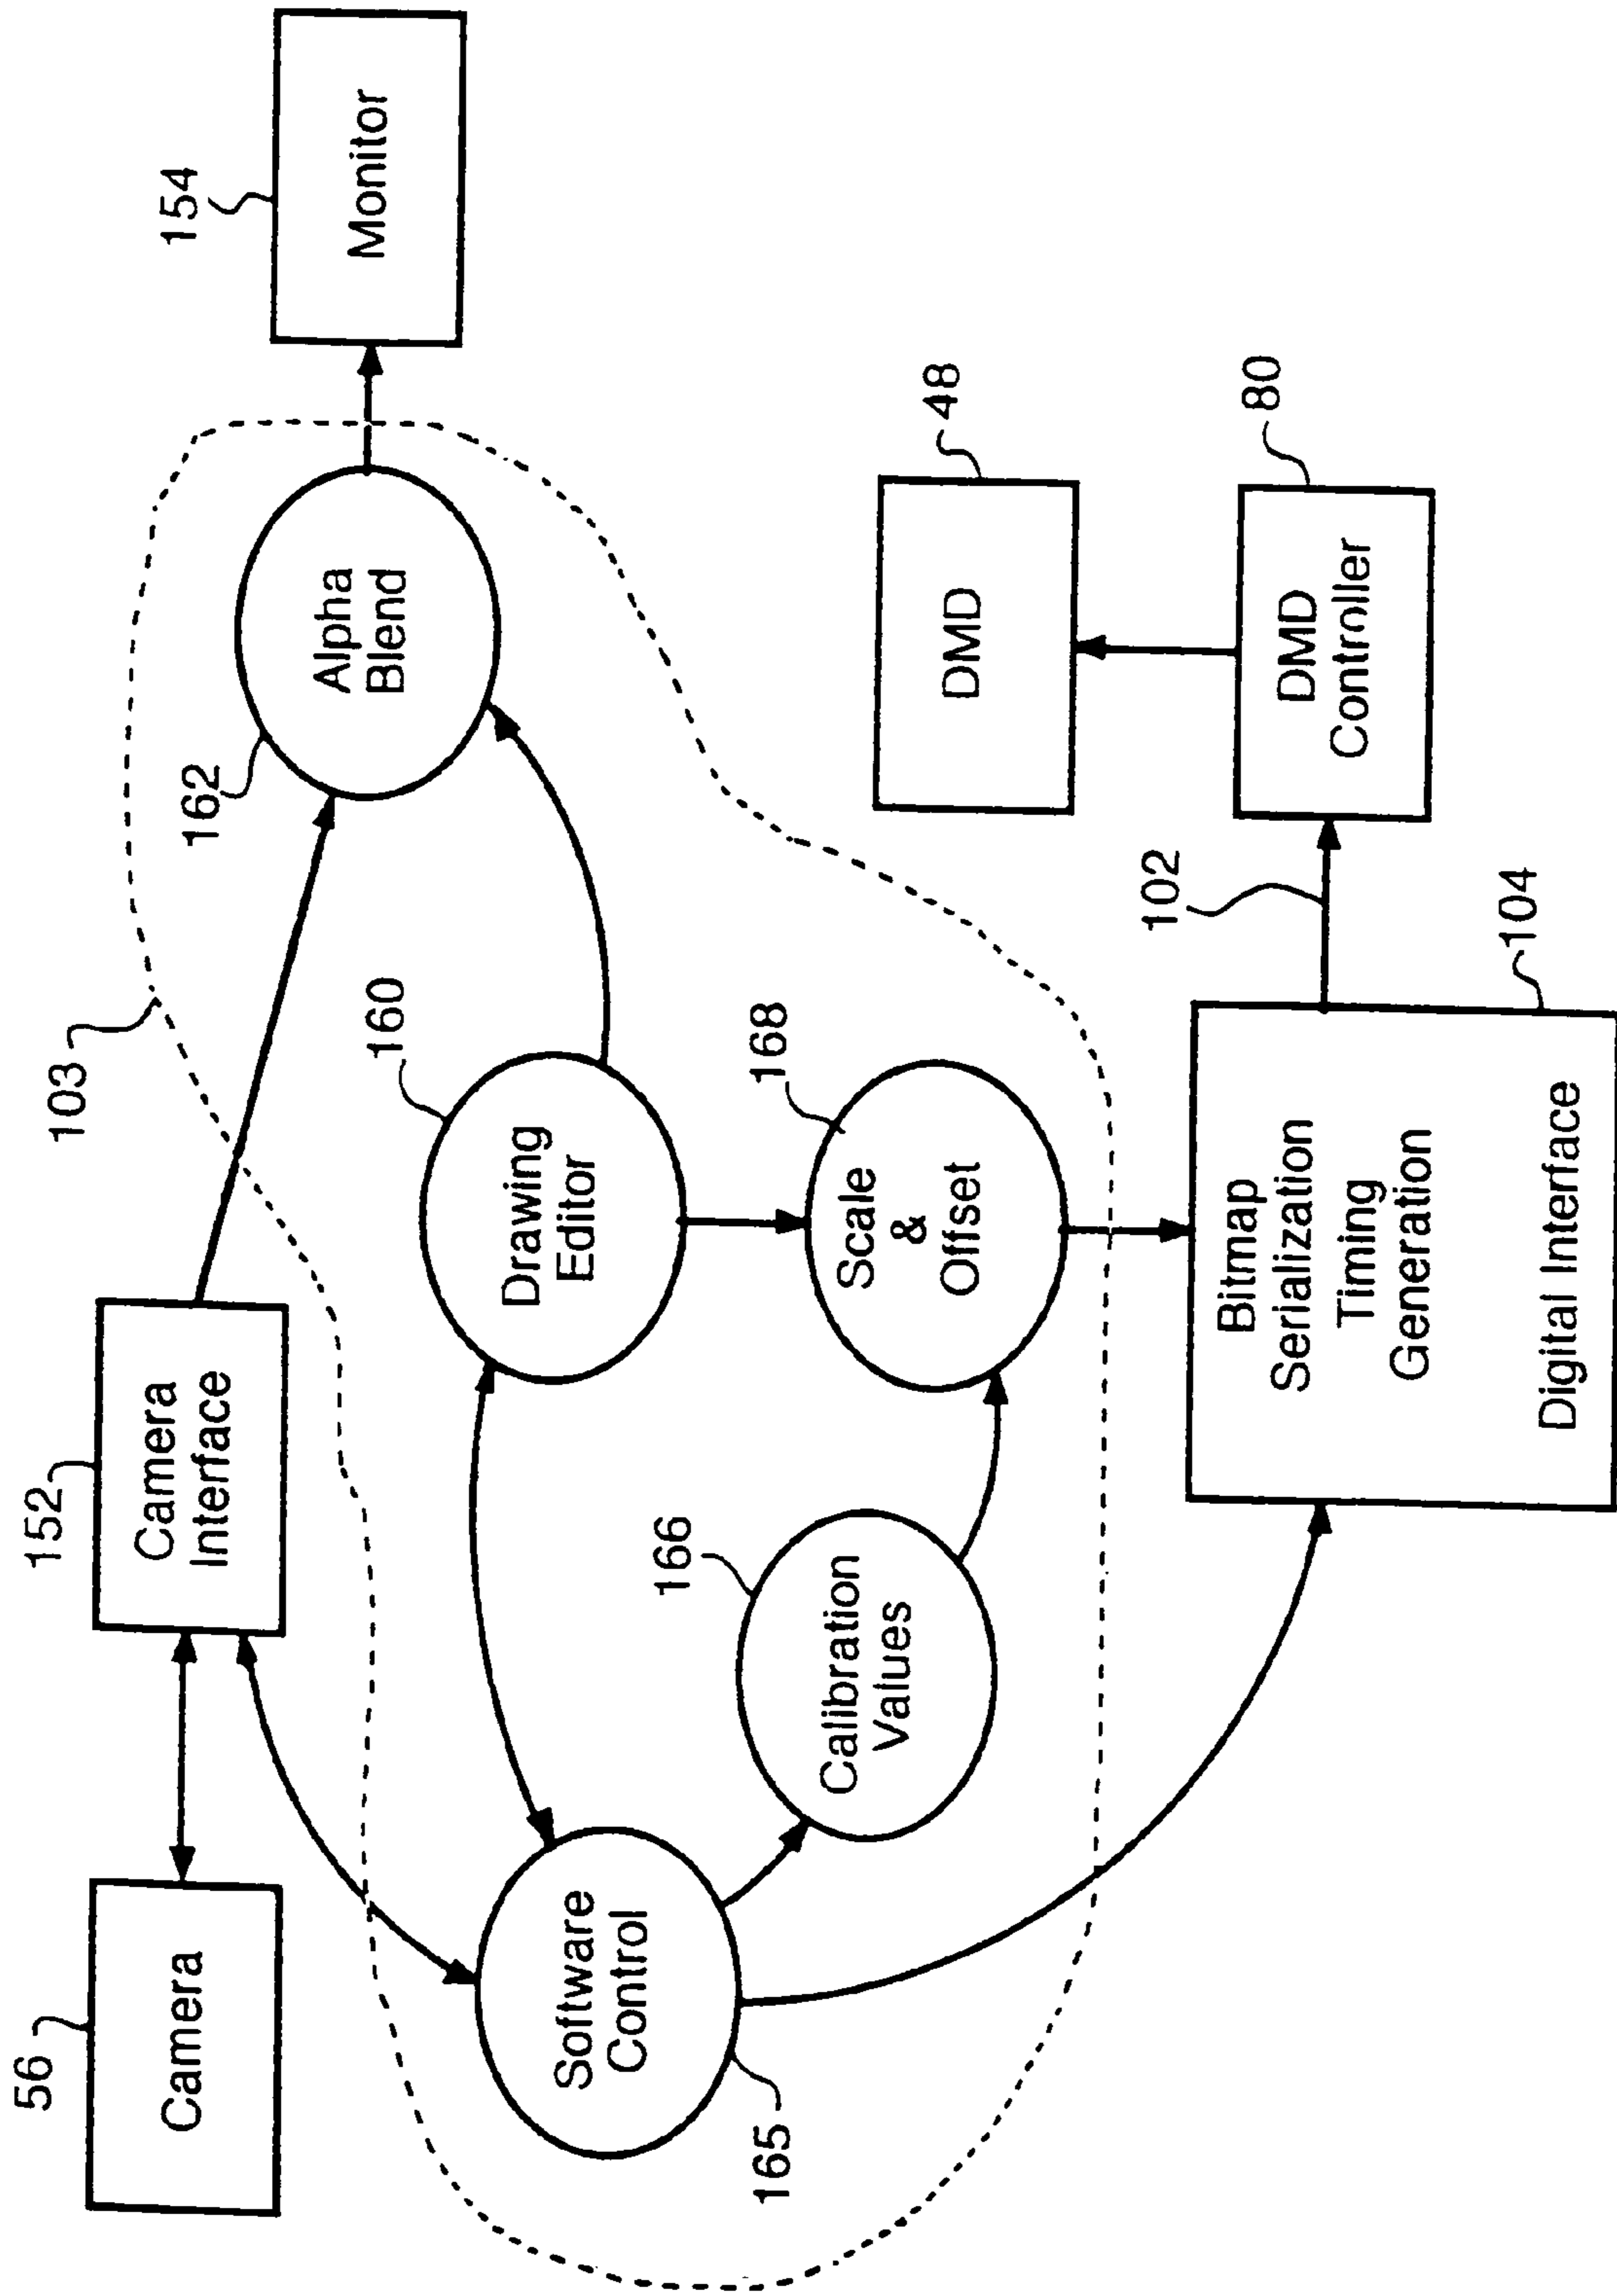 56
Camera
152
Camera
Interface
103
154
Monitor
162
Alpha
Blend
160
Drawing
Editor
165
Software
Control
166
Calibration
Values
168
Scale
&
Offset
48
DMD
80
DMD
Controller
102
104
Bitmap
Serialization
Timing
Generation
Digital Interface